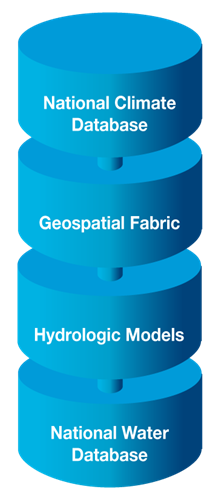 National Climate
Database
Geospatial Fabric
Hydrologic Models
National Water
Database